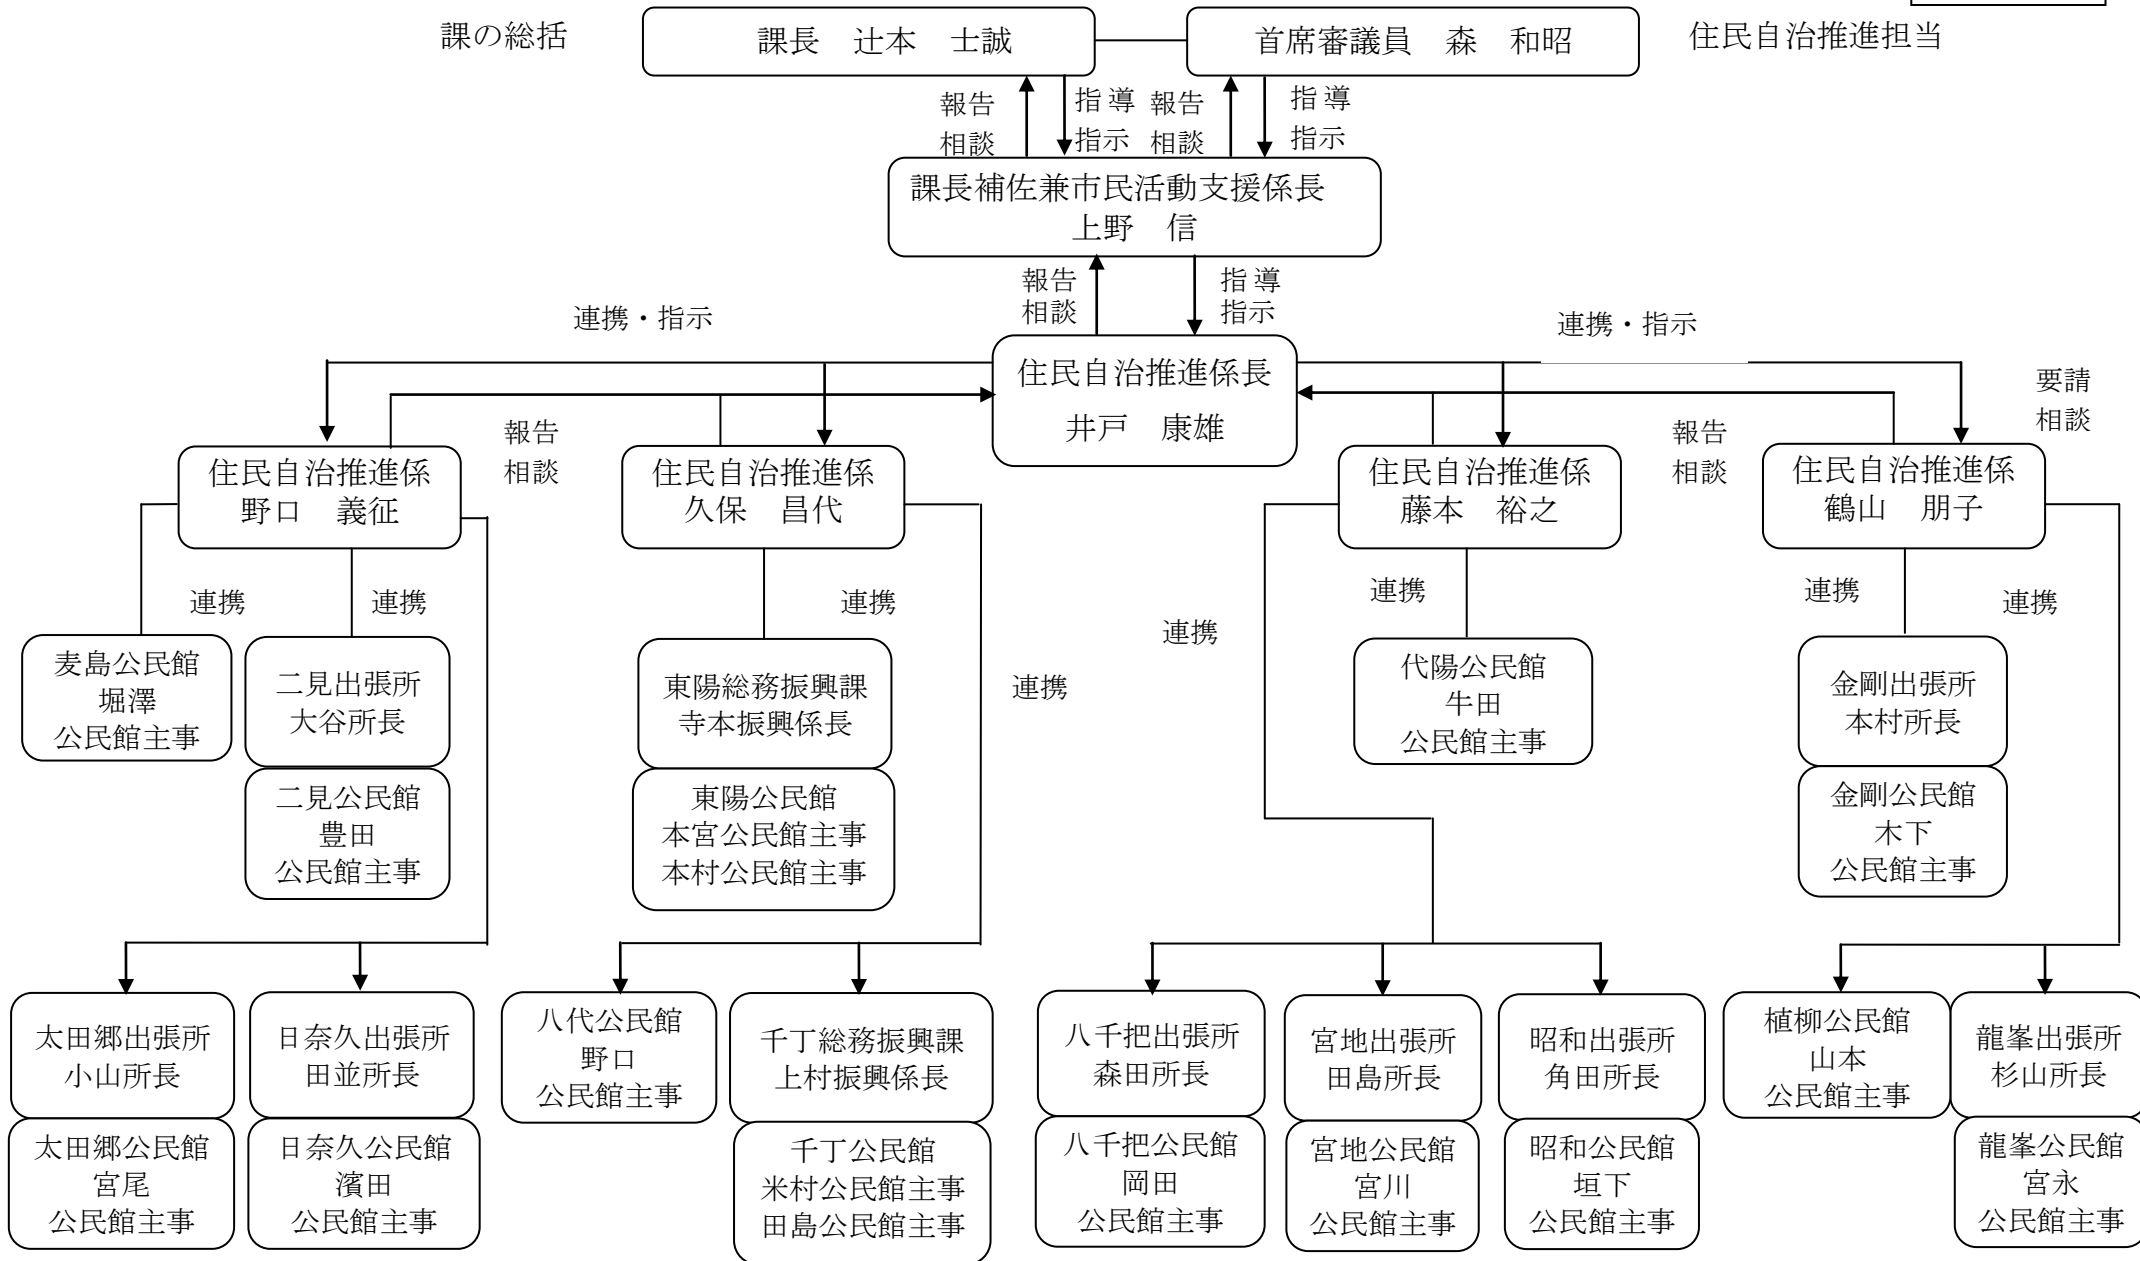 課の総括
課長　辻本　士誠
首席審議員　森　和昭
住民自治推進担当
報告
相談
指 導
指示
報告
相談
指 導
指示
課長補佐兼市民活動支援係長
上野　信
報告
相談
指 導
指示
連携・指示
連携・指示
住民自治推進係長
井戸　康雄
要請
相談
報告
相談
報告
相談
住民自治推進係
野口　義征
住民自治推進係
久保　昌代
住民自治推進係
藤本　裕之
住民自治推進係
鶴山　朋子
連携
連携
連携
連携
連携
連携
連携
連携
麦島公民館
堀澤
公民館主事
二見出張所
大谷所長
二見公民館
豊田
公民館主事
東陽総務振興課
寺本振興係長
東陽公民館
本宮公民館主事
本村公民館主事
代陽公民館
牛田
公民館主事
金剛出張所
本村所長
金剛公民館
木下
公民館主事
太田郷出張所
小山所長
太田郷公民館
宮尾
公民館主事
日奈久出張所
田並所長
日奈久公民館
濱田
公民館主事
八代公民館
野口
公民館主事
千丁総務振興課
上村振興係長
千丁公民館
米村公民館主事
田島公民館主事
八千把出張所
森田所長
八千把公民館
岡田
公民館主事
宮地出張所
田島所長
宮地公民館
宮川
公民館主事
昭和出張所
角田所長
昭和公民館
垣下
公民館主事
植柳公民館
山本
公民館主事
龍峯出張所
杉山所長
龍峯公民館
宮永
公民館主事